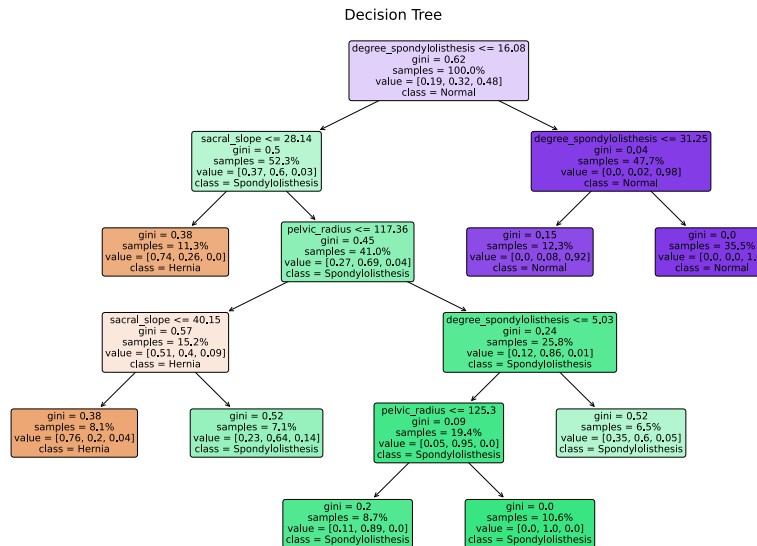 Decision Tree
degree_spondylolisthesis <= 16.08
gini = 0.62
samples = 100.0%
value = [0.19, 0.32, 0.48]
class = Normal
sacral_slope <= 28.14
gini = 0.5
samples = 52.3%
value = [0.37, 0.6, 0.03]
class = Spondylolisthesis
degree_spondylolisthesis <= 31.25
gini = 0.04
samples = 47.7%
value = [0.0, 0.02, 0.98]
class = Normal
gini = 0.38
samples = 11.3%
value = [0.74, 0.26, 0.0]
class = Hernia
pelvic_radius <= 117.36
gini = 0.45
samples = 41.0%
value = [0.27, 0.69, 0.04]
class = Spondylolisthesis
gini = 0.15
samples = 12.3%
value = [0.0, 0.08, 0.92]
class = Normal
gini = 0.0
samples = 35.5%
value = [0.0, 0.0, 1.
class = Normal
sacral_slope <= 40.15
gini = 0.57
samples = 15.2%
value = [0.51, 0.4, 0.09]
class = Hernia
degree_spondylolisthesis <= 5.03
gini = 0.24
samples = 25.8%
value = [0.12, 0.86, 0.01]
class = Spondylolisthesis
gini = 0.38
samples = 8.1%
value = [0.76, 0.2, 0.04]
class = Hernia
gini = 0.52
samples = 7.1%
value = [0.23, 0.64, 0.14]
class = Spondylolisthesis
pelvic_radius <= 125.3
gini = 0.09
samples = 19.4%
value = [0.05, 0.95, 0.0]
class = Spondylolisthesis
gini = 0.52
samples = 6.5%
value = [0.35, 0.6, 0.05]
class = Spondylolisthesis
gini = 0.2
samples = 8.7%
value = [0.11, 0.89, 0.0]
class = Spondylolisthesis
gini = 0.0
samples = 10.6%
value = [0.0, 1.0, 0.0]
class = Spondylolisthesis